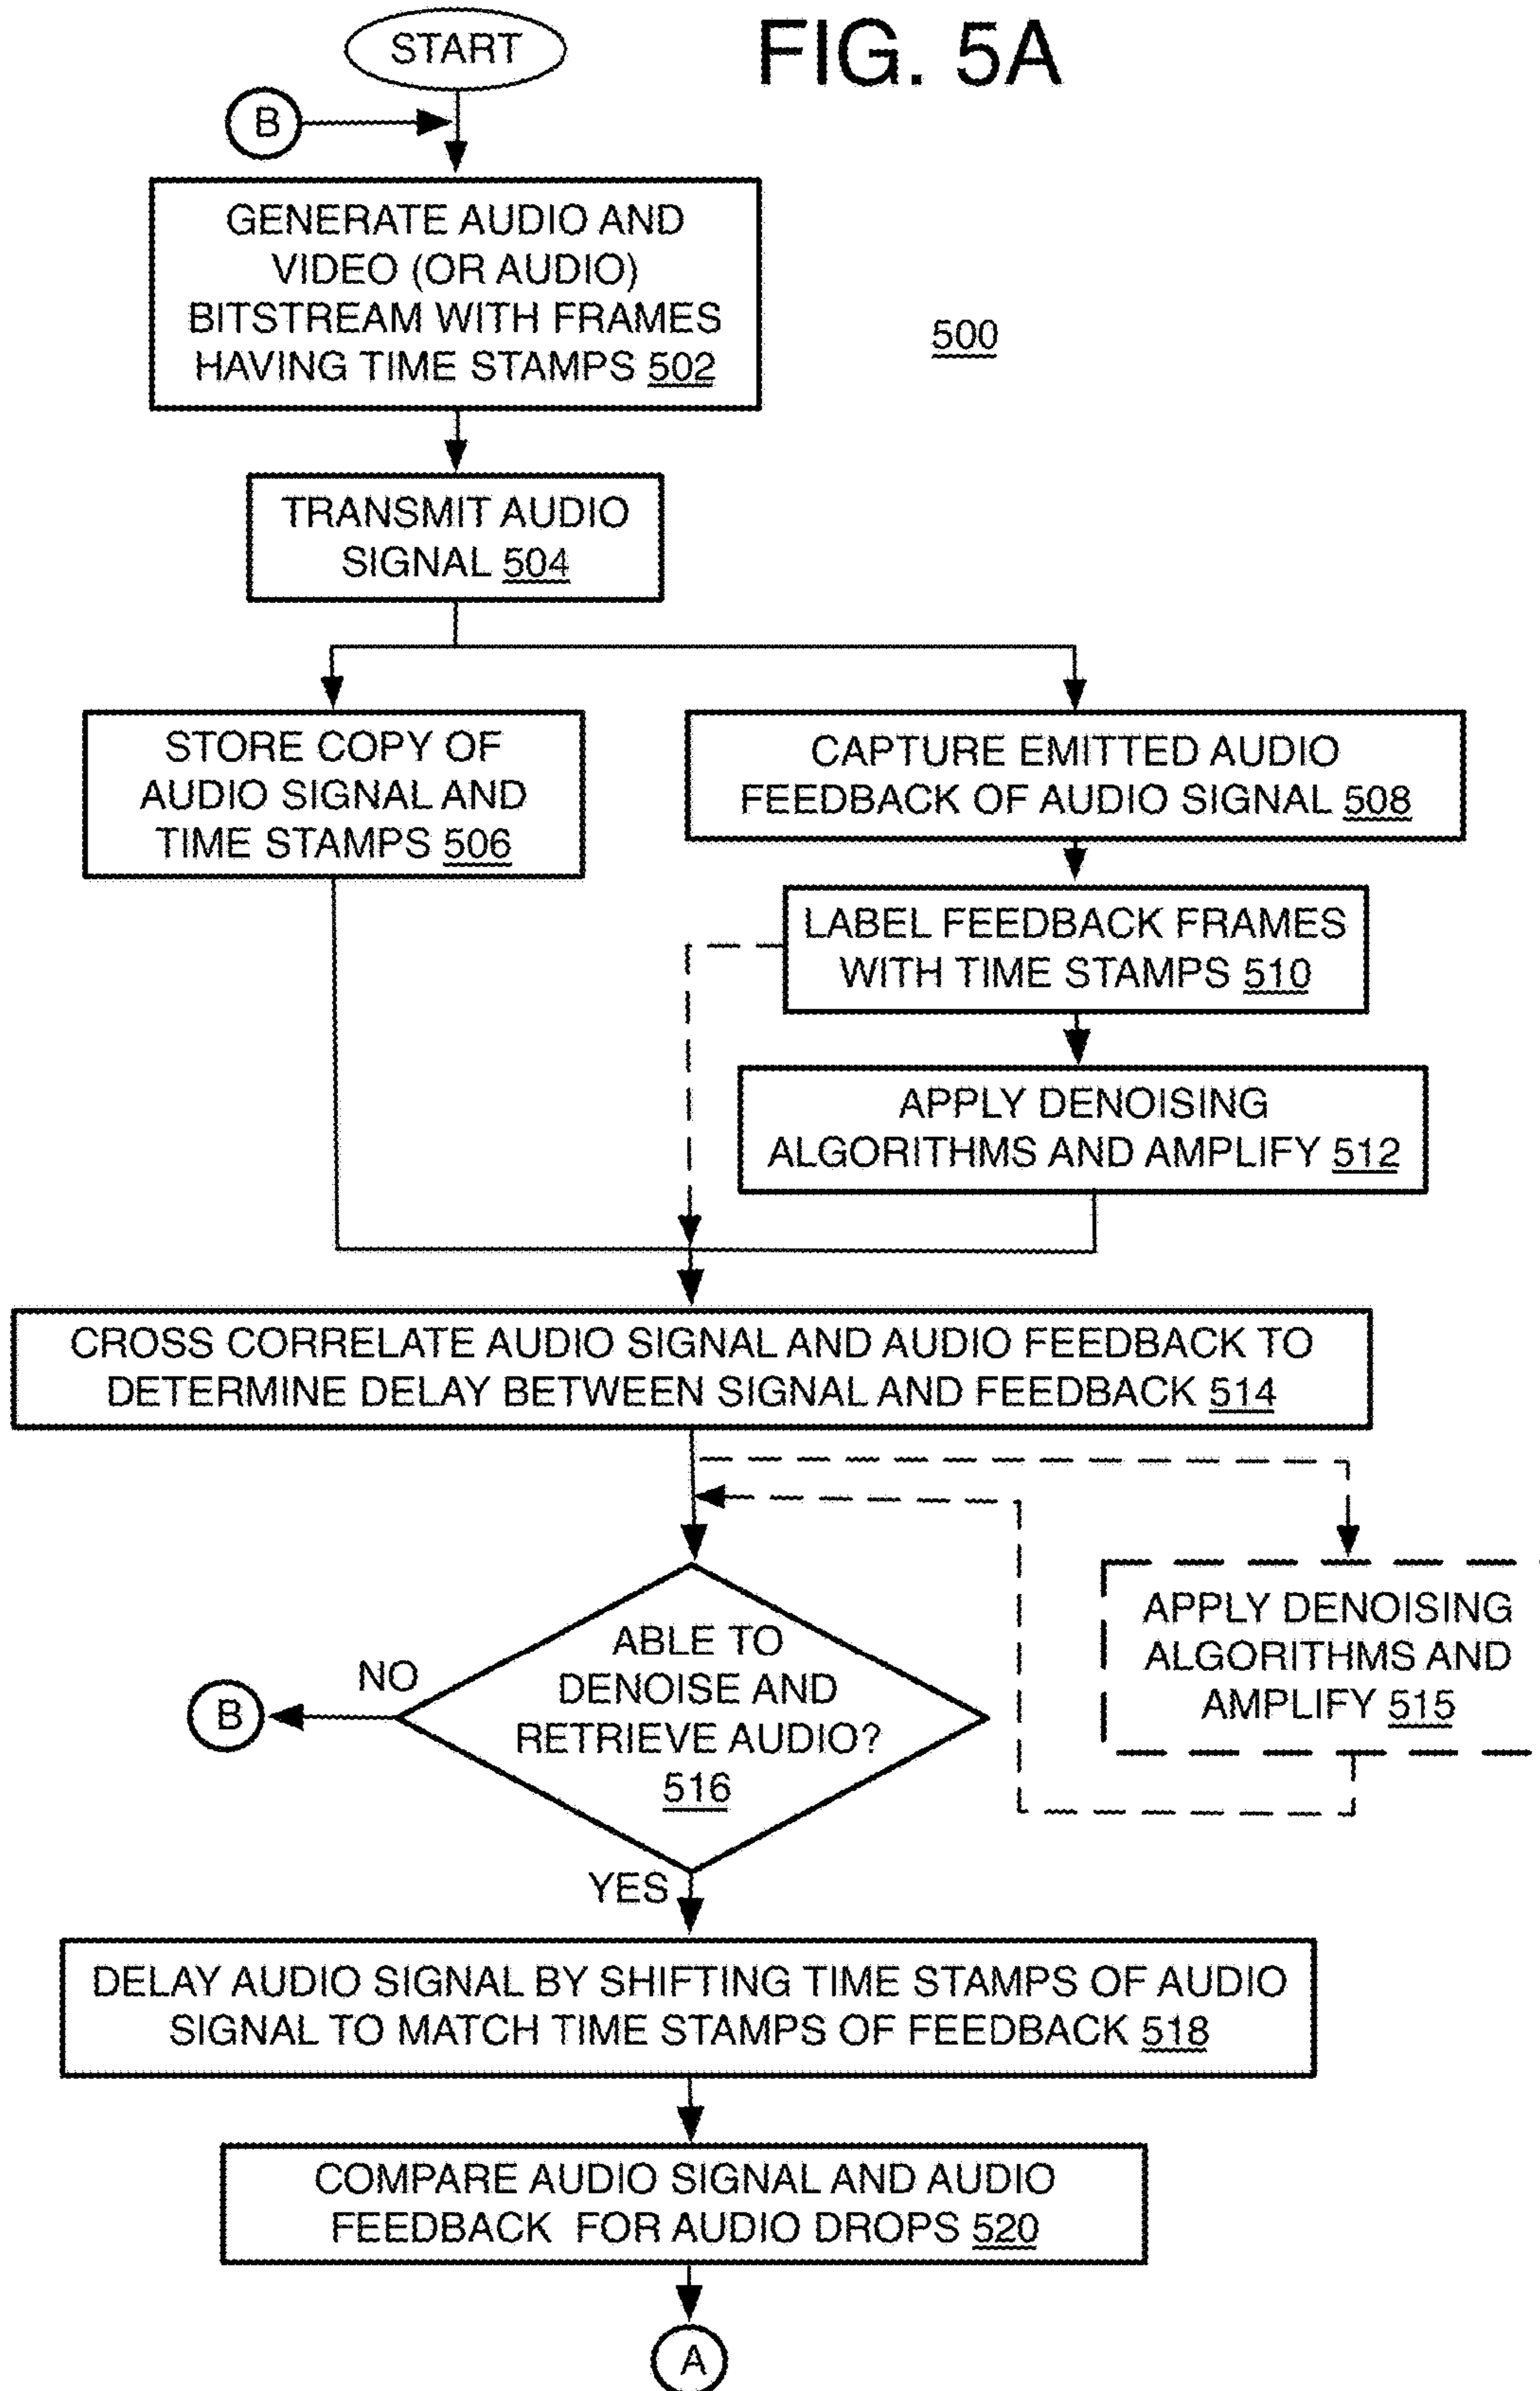 START
FIG. 5A
B
GENERATE AUDIO AND
VIDEO (OR AUDIO)
BITSTREAM WITH FRAMES
HAVING TIME STAMPS 502
500
TRANSMIT AUDIO
SIGNAL 504
STORE COPY OF
AUDIO SIGNAL AND
TIME STAMPS 506
CAPTURE EMITTED AUDIO
FEEDBACK OF AUDIO SIGNAL 508
LABEL FEEDBACK FRAMES
WITH TIME STAMPS 510
APPLY DENOISING
ALGORITHMS AND AMPLIFY 512
CROSS CORRELATE AUDIO SIGNAL AND AUDIO FEEDBACK TO
DETERMINE DELAY BETWEEN SIGNAL AND FEEDBACK 514
APPLY DENOISING
ALGORITHMS AND
AMPLIFY 515
ABLE TO
DENOISE AND
RETRIEVE AUDIO?
516
NO
B
YES
DELAY AUDIO SIGNAL BY SHIFTING TIME STAMPS OF AUDIO
SIGNAL TO MATCH TIME STAMPS OF FEEDBACK 518
COMPARE AUDIO SIGNAL AND AUDIO
FEEDBACK FOR AUDIO DROPS 520
A